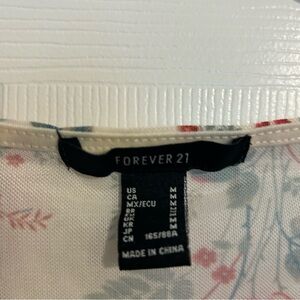 FOREVER 21
US M
CA M
MX/ECU M
BR M
UK
KR M
JP M
CN 165/88A
MADE IN CHINA